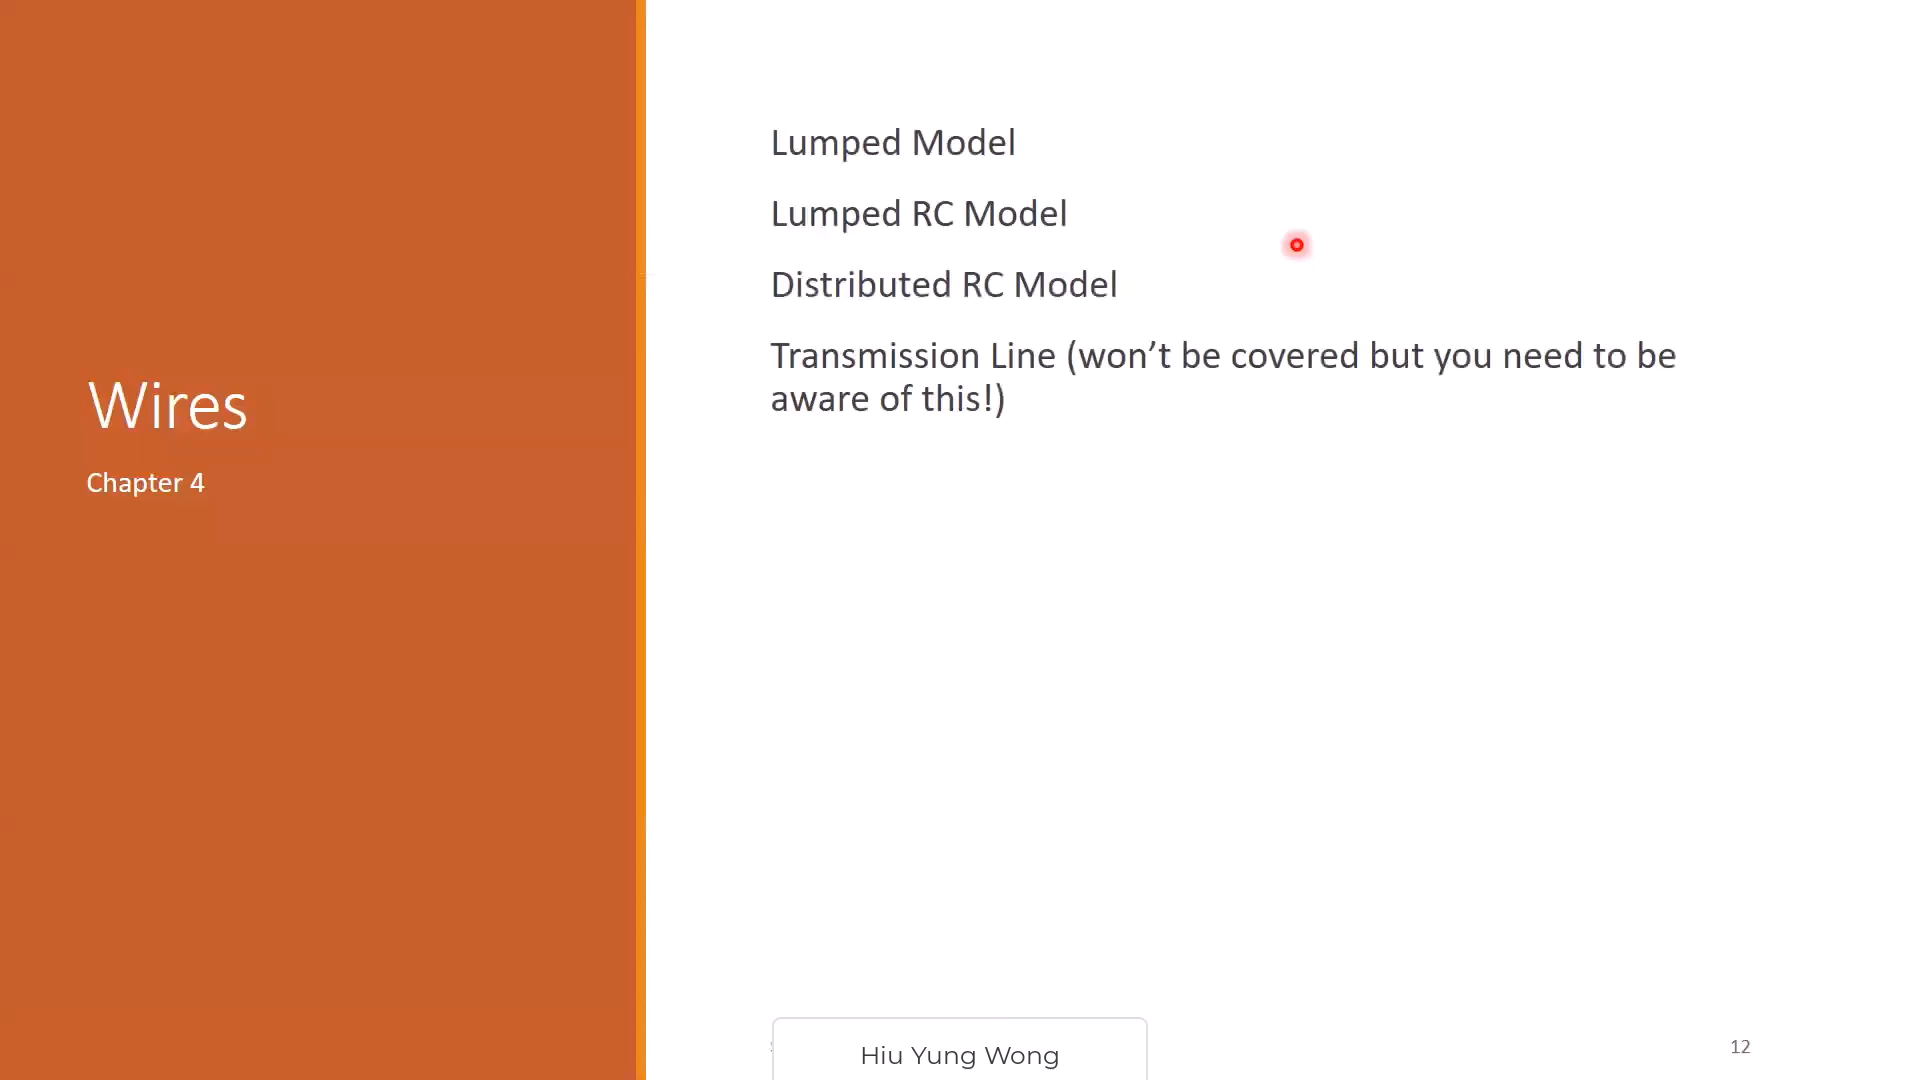 Wires
Chapter 4
Lumped Model
Lumped RC Model
Distributed RC Model
Transmission Line (won’t be covered but you need to be
aware of this!)
Hiu Yung Wong
12